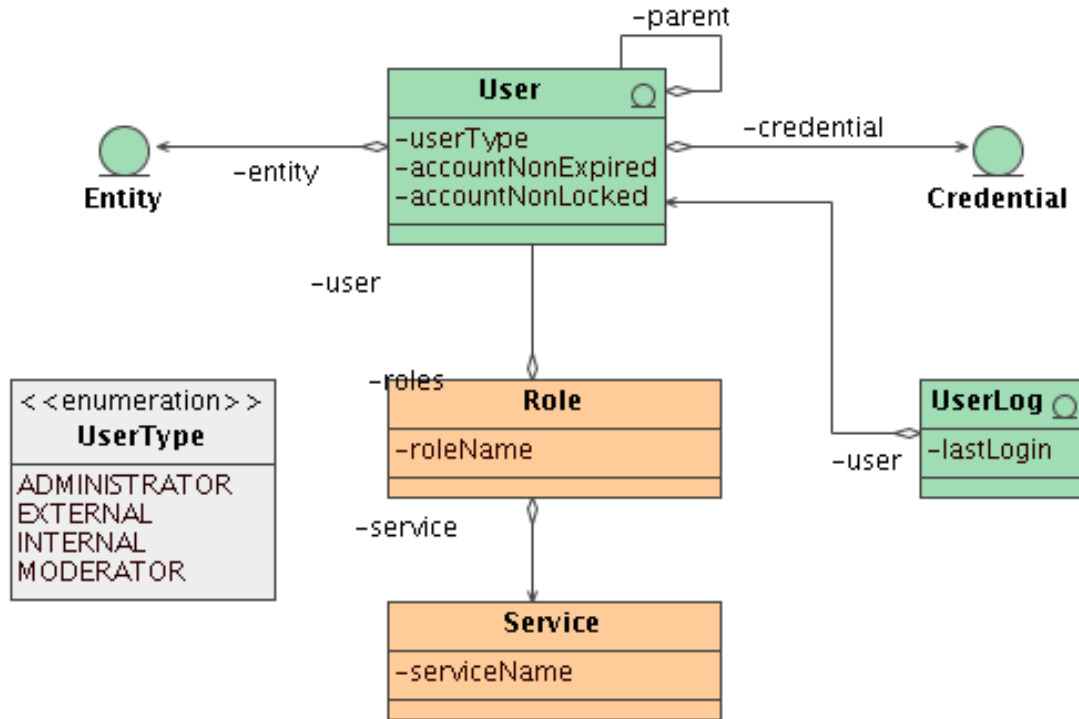 -parent
User
-userType
-accountNonExpired
-accountNonLocked
-credential
-entity
Entity
Credential
-user
-roles
<<enumeration>>
UserType
ADMINISTRATOR
EXTERNAL
INTERNAL
MODERATOR
Role
-roleName
UserLog
-lastLogin
-user
-service
Service
-serviceName